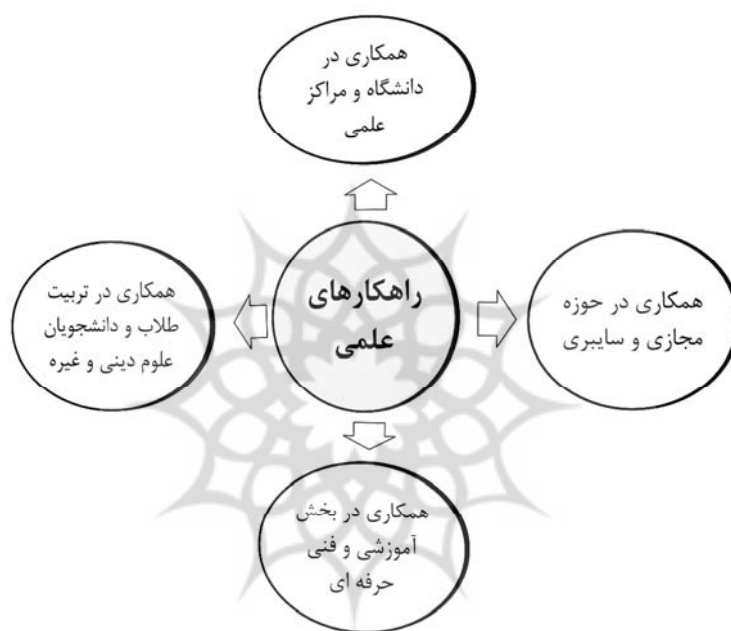 همکاری در
دانشگاه و مراکز
علمی
همکاری در حوزه
مجازی و سایبری
راهکارهای
علمی
همکاری در تربیت
طلاب و دانشجویان
علوم دینی و غیره
همکاری در بخش
آموزشی و فنی
حرفه ای